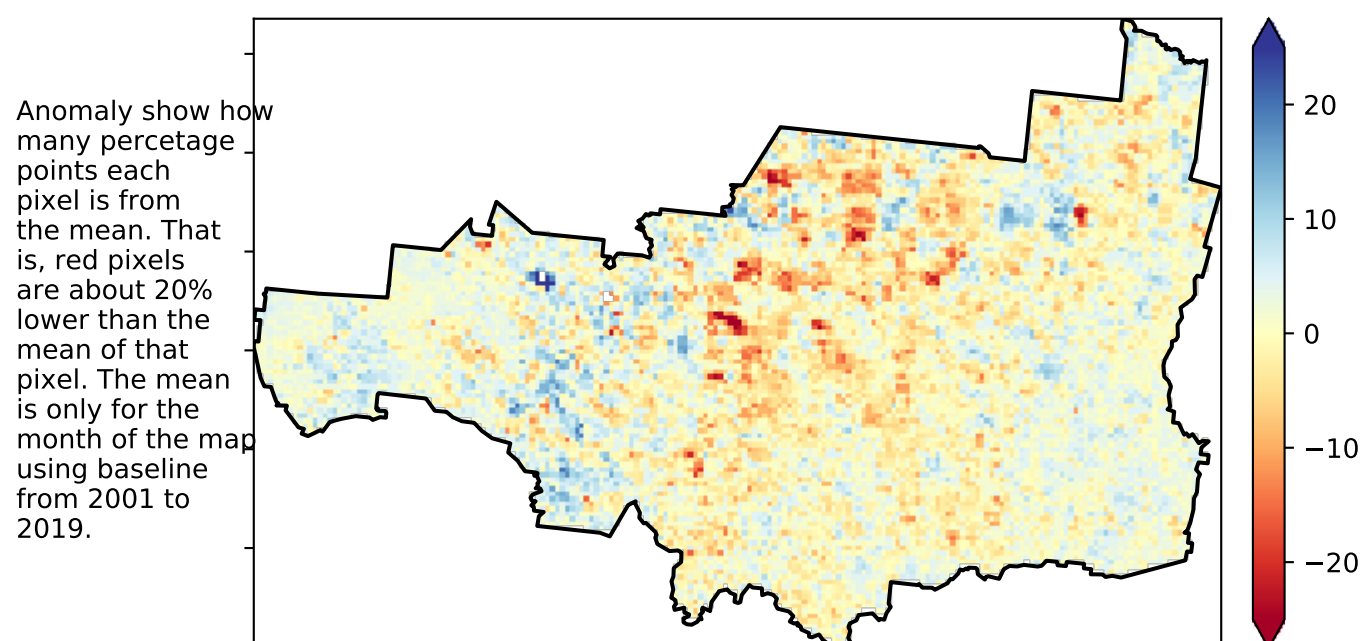 Anomaly show how
many percetage
points each
pixel is from
the mean. That
is, red pixels
are about 20%
lower than the
mean of that
pixel. The mean
is only for the
month of the map
using baseline
from 2001 to
2019.
20
10
0
−10
−20